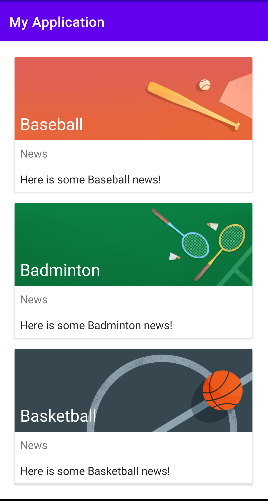 My Application
Baseball
News
Here is some Baseball news!
Badminton
News
Here is some Badminton news!
Basketball
News
Here is some Basketball news!